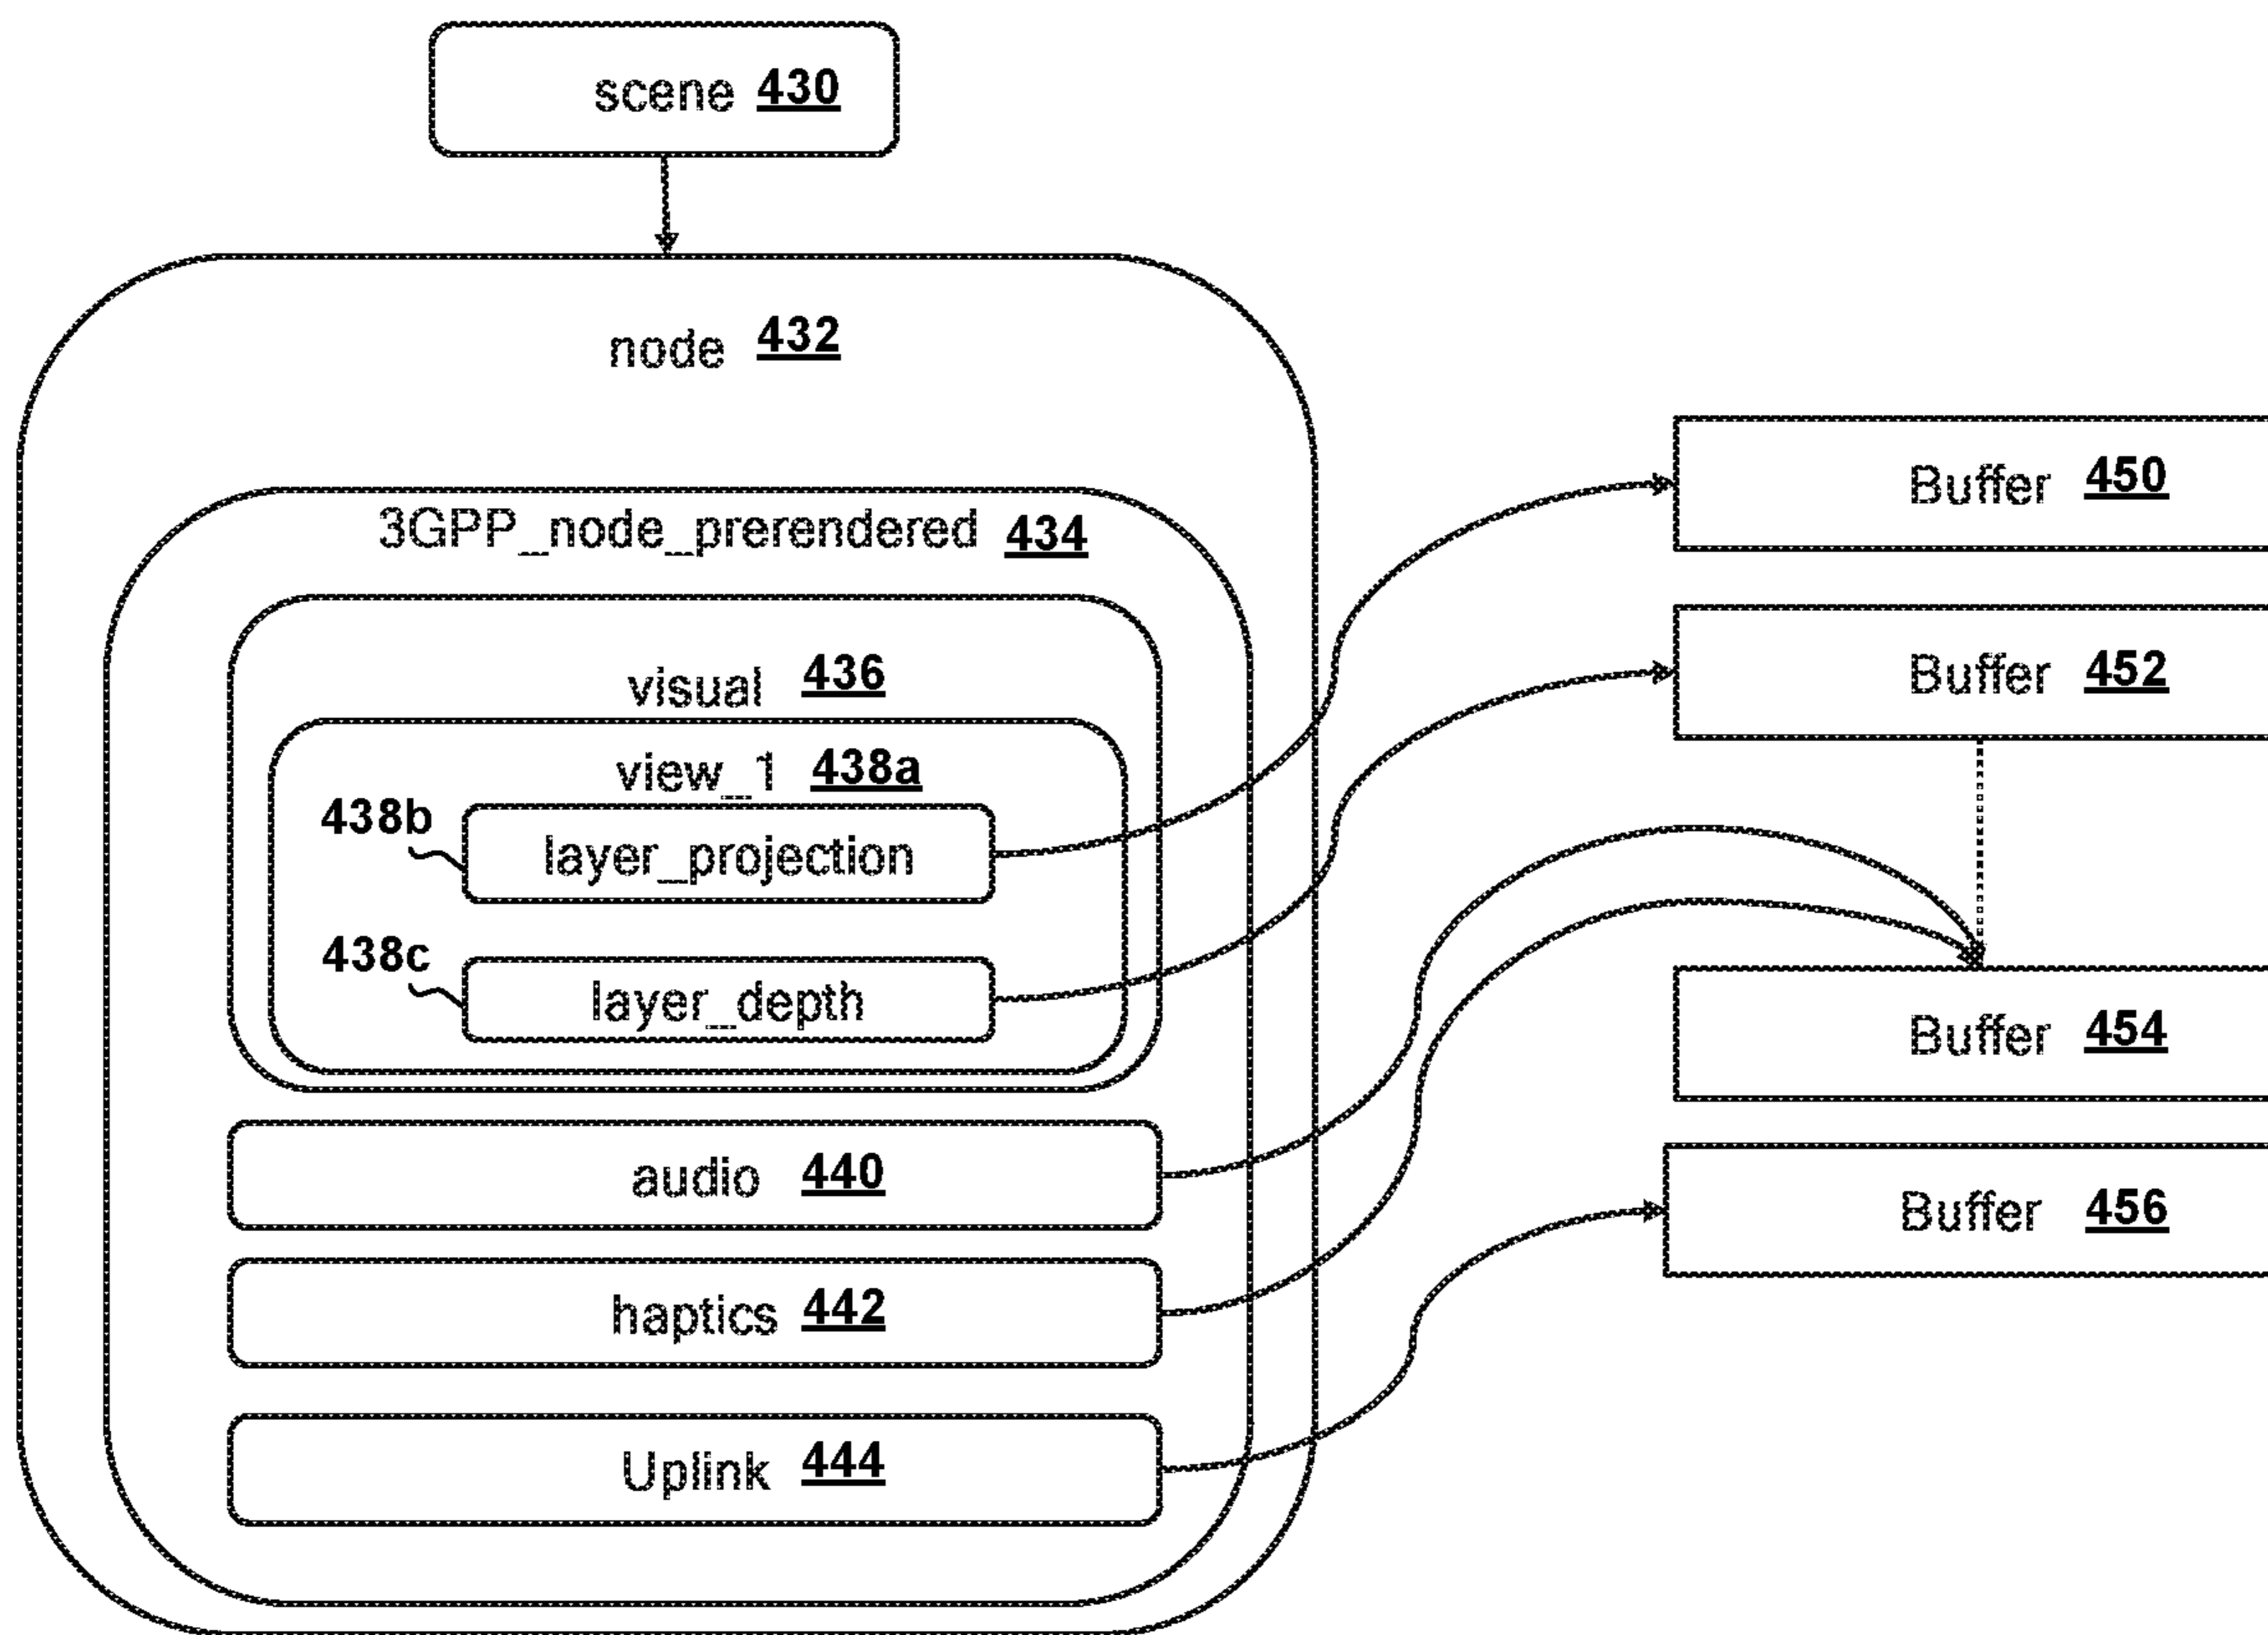 scene 430
node 432
3GPP_node_prerendered 434
visual 436
view_1 438a
438b
layer_projection
438c
layer_depth
audio 440
haptics 442
Uplink 444
Buffer 450
Buffer 452
Buffer 454
Buffer 456